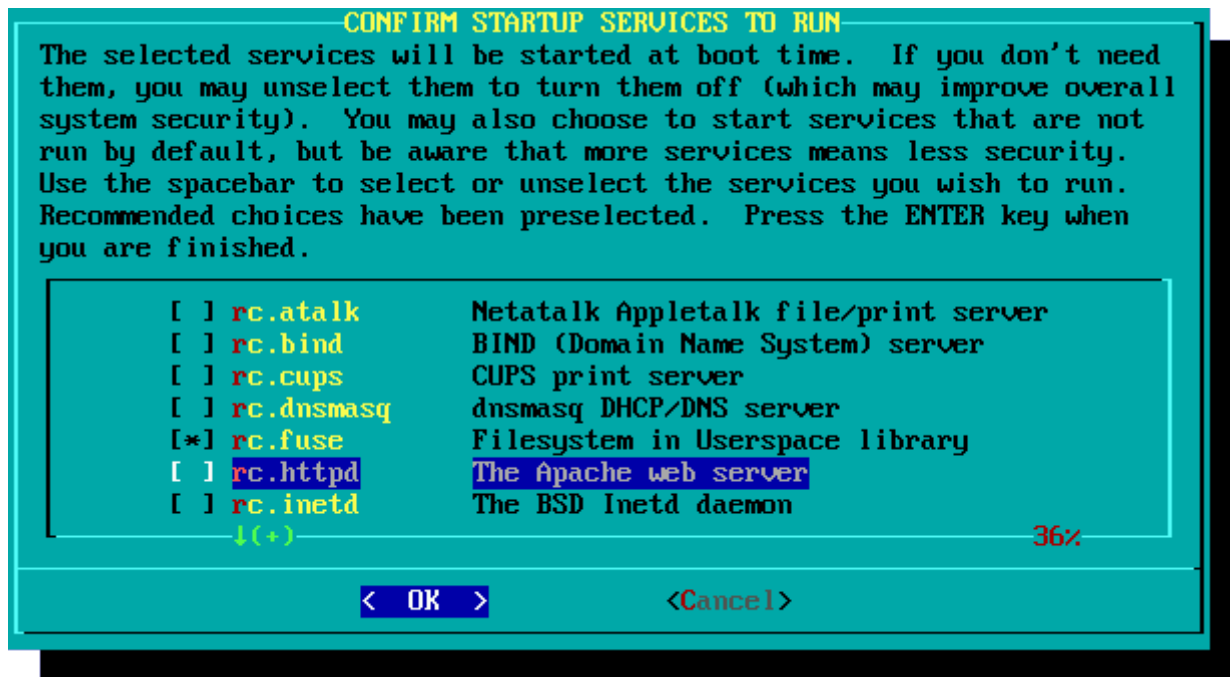 CONFIRM STARTUP SERVICES TO RUN
The selected services will be started at boot time.  If you don't need
them, you may unselect them to turn them off (which may improve overall
system security).  You may also choose to start services that are not
run by default, but be aware that more services means less security.
Use the spacebar to select or unselect the services you wish to run.
Recommended choices have been preselected.  Press the ENTER key when
you are finished.
[ ] rc.atalk Netatalk Appletalk file/print server
[ ] rc.bind BIND (Domain Name System) server
[ ] rc.cups CUPS print server
[ ] rc.dnsmasq dnsmasq DHCP/DNS server
[*] rc.fuse Filesystem in Userspace library
[ ] rc.httpd The Apache web server
[ ] rc.inetd The BSD Inetd daemon
↓(+) 36%
< OK > <Cancel>